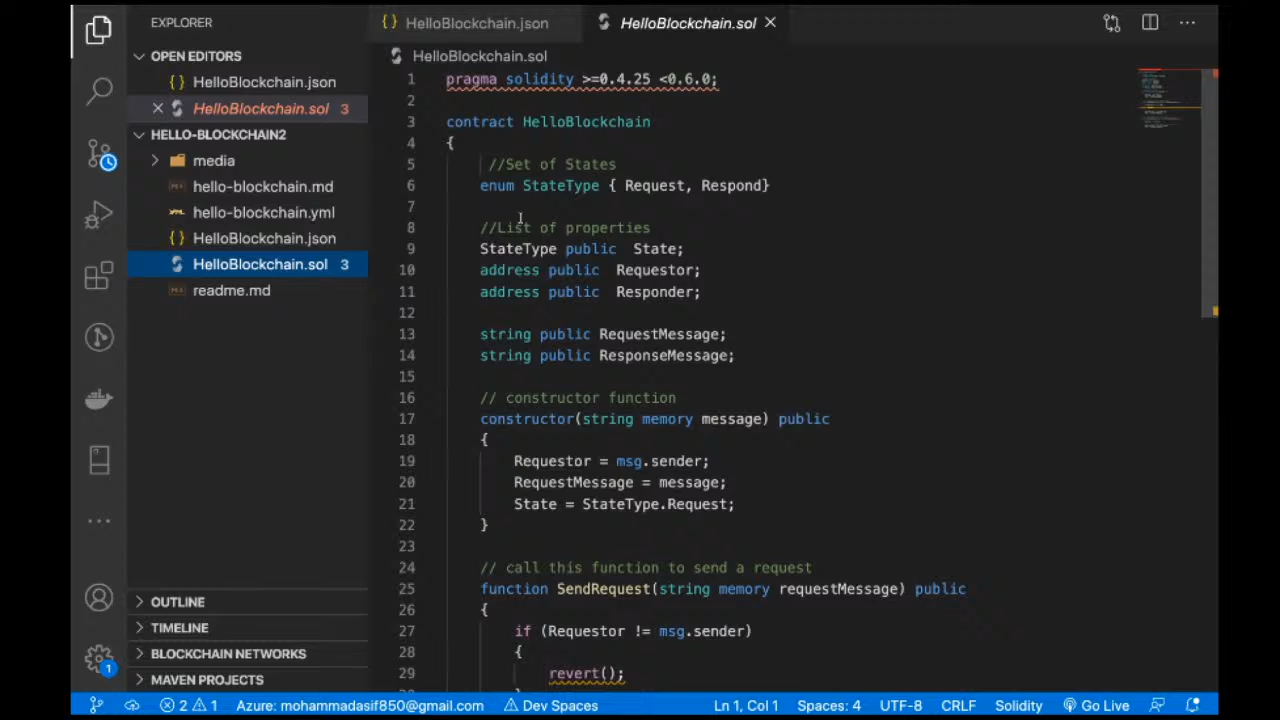 EXPLORER
OPEN EDITORS
HelloBlockchain.json
HelloBlockchain.sol 3
HELLO-BLOCKCHAIN2
media
hello-blockchain.md
hello-blockchain.yml
HelloBlockchain.json
HelloBlockchain.sol 3
readme.md
OUTLINE
TIMELINE
BLOCKCHAIN NETWORKS
MAVEN PROJECTS
1
HelloBlockchain.json
HelloBlockchain.sol
HelloBlockchain.sol
1 pragma solidity >=0.4.25 <0.6.0;
2
3 contract HelloBlockchain
4 {
5 //Set of States
6 enum StateType { Request, Respond}
7
8 //List of properties
9 StateType public  State;
10 address public  Requestor;
11 address public  Responder;
12
13 string public RequestMessage;
14 string public ResponseMessage;
15
16 // constructor function
17 constructor(string memory message) public
18 {
19 Requestor = msg.sender;
20 RequestMessage = message;
21 State = StateType.Request;
22 }
23
24 // call this function to send a request
25 function SendRequest(string memory requestMessage) public
26 {
27 if (Requestor != msg.sender)
28 {
29 revert();
2 1 Azure: mohammadasif850@gmail.com Dev Spaces Ln 1, Col 1 Spaces: 4 UTF-8 CRLF Solidity Go Live